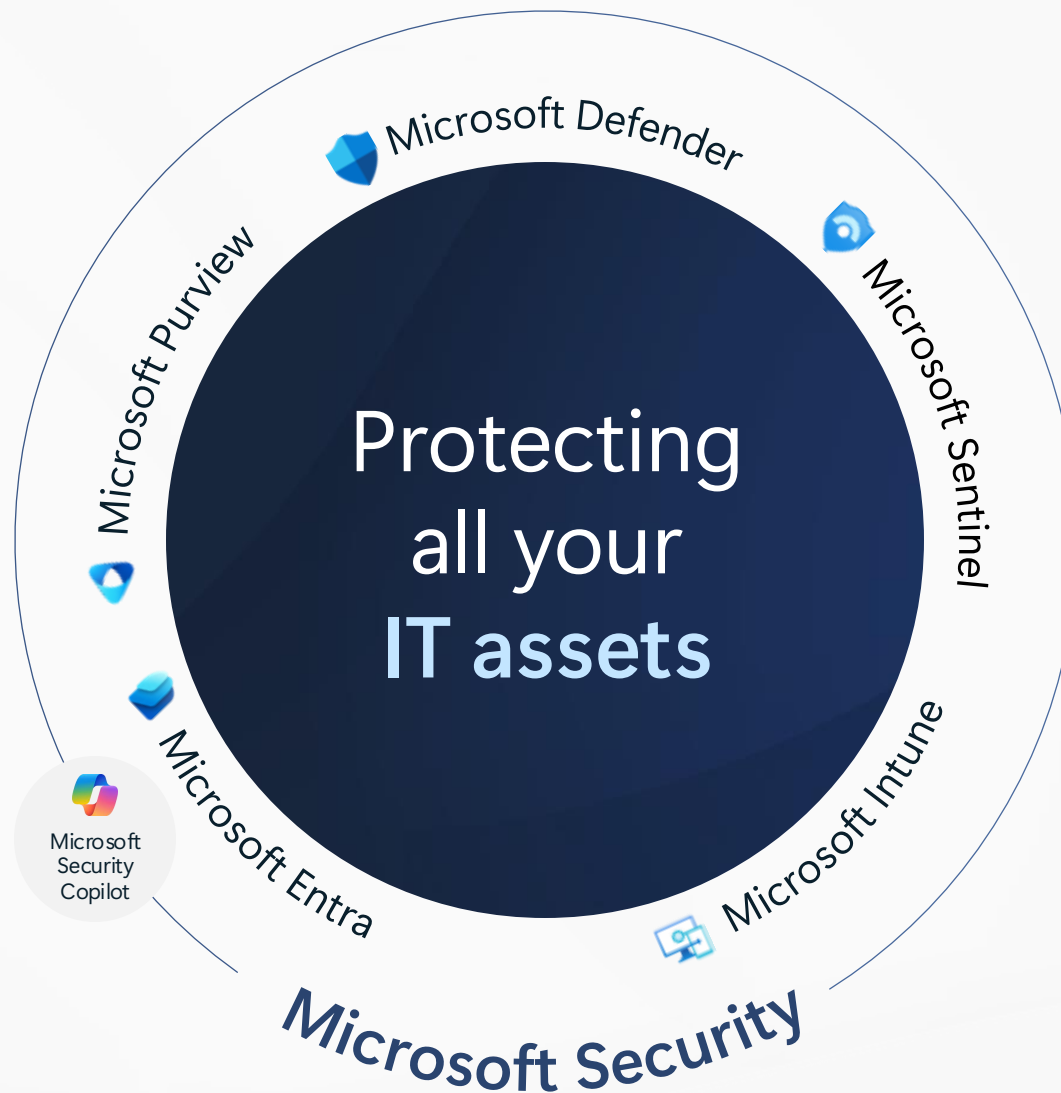 Microsoft Defender
Microsoft Sentinel
Microsoft Purview
Protecting
all your
IT assets
Microsoft Intune
Microsoft Entra
Microsoft
Security
Copilot
Microsoft Security